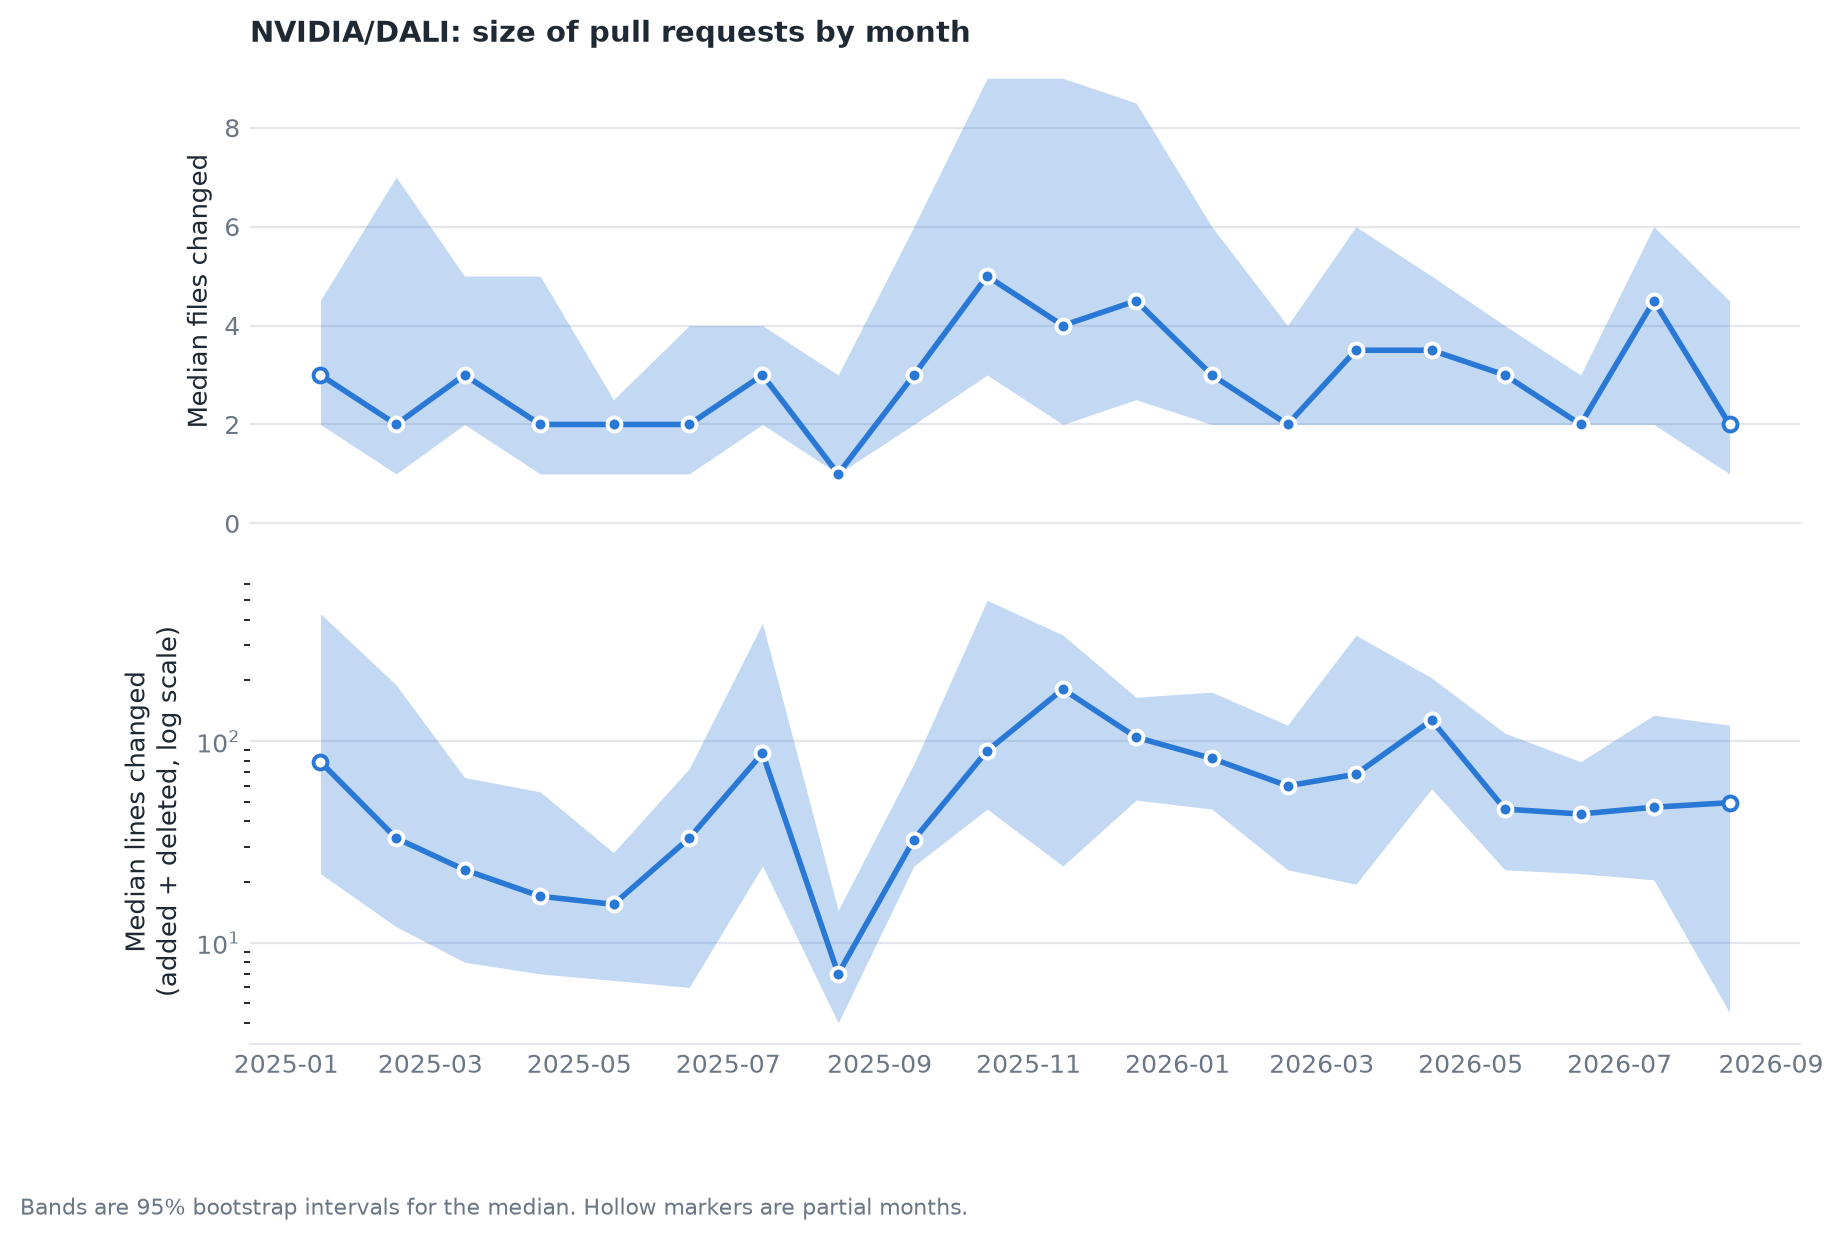 NVIDIA/DALI: size of pull requests by month
Median files changed
8
6
4
2
0
Median lines changed
(added + deleted, log scale)
10²
10¹
2025-01 2025-03 2025-05 2025-07 2025-09 2025-11 2026-01 2026-03 2026-05 2026-07 2026-09
Bands are 95% bootstrap intervals for the median. Hollow markers are partial months.